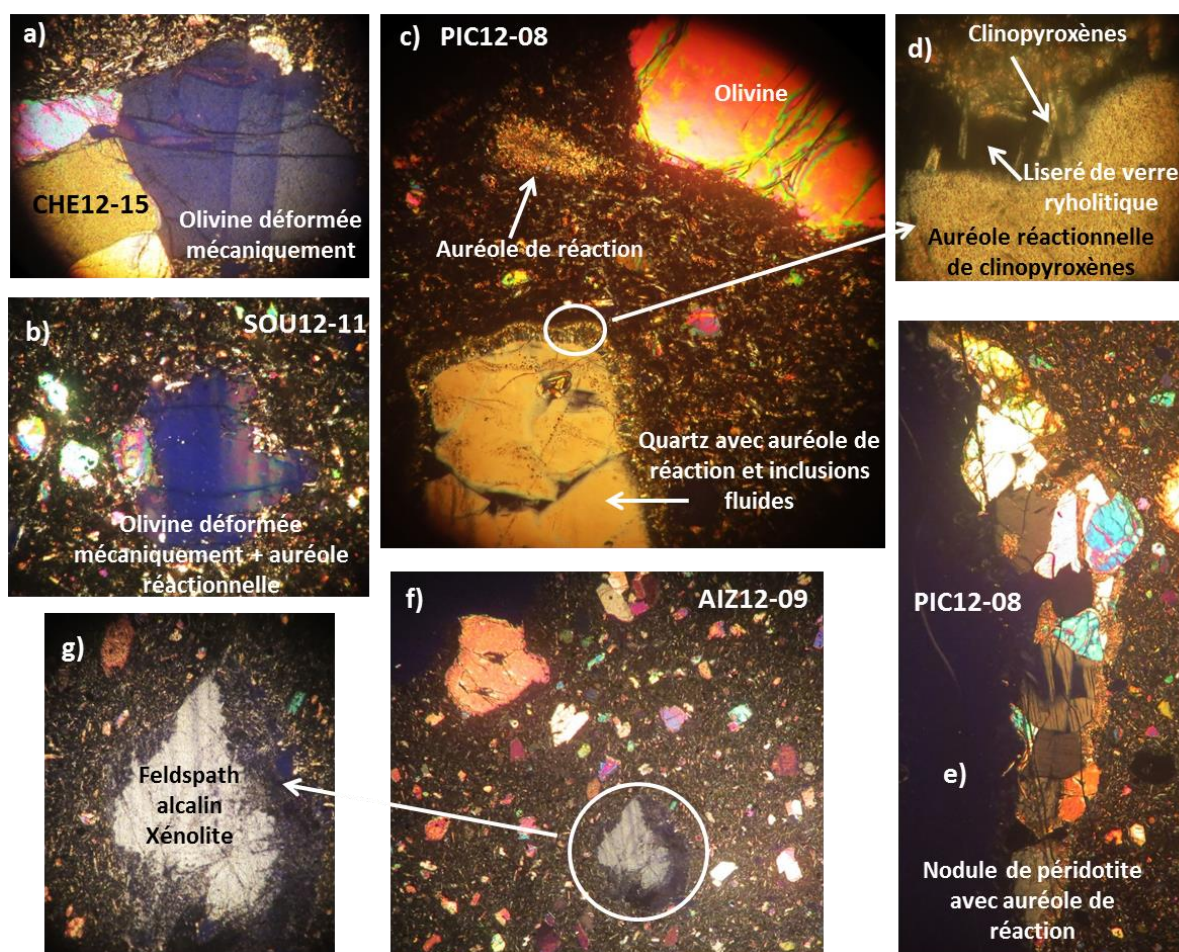 a)
CHE12-15
Olivine déformée
mécaniquement
b)
SOU12-11
Olivine déformée
mécaniquement + auréole
réactionnelle
c) PIC12-08
Olivine
Auréole de réaction
Quartz avec auréole de
réaction et inclusions
fluides
d)
Clinopyroxènes
Liseré de verre
ryholitique
Auréole réactionnelle
de clinopyroxènes
PIC12-08
e)
Nodule de péridotite
avec auréole de
réaction
f)
AIZ12-09
g)
Feldspath
alcalin
Xénolite